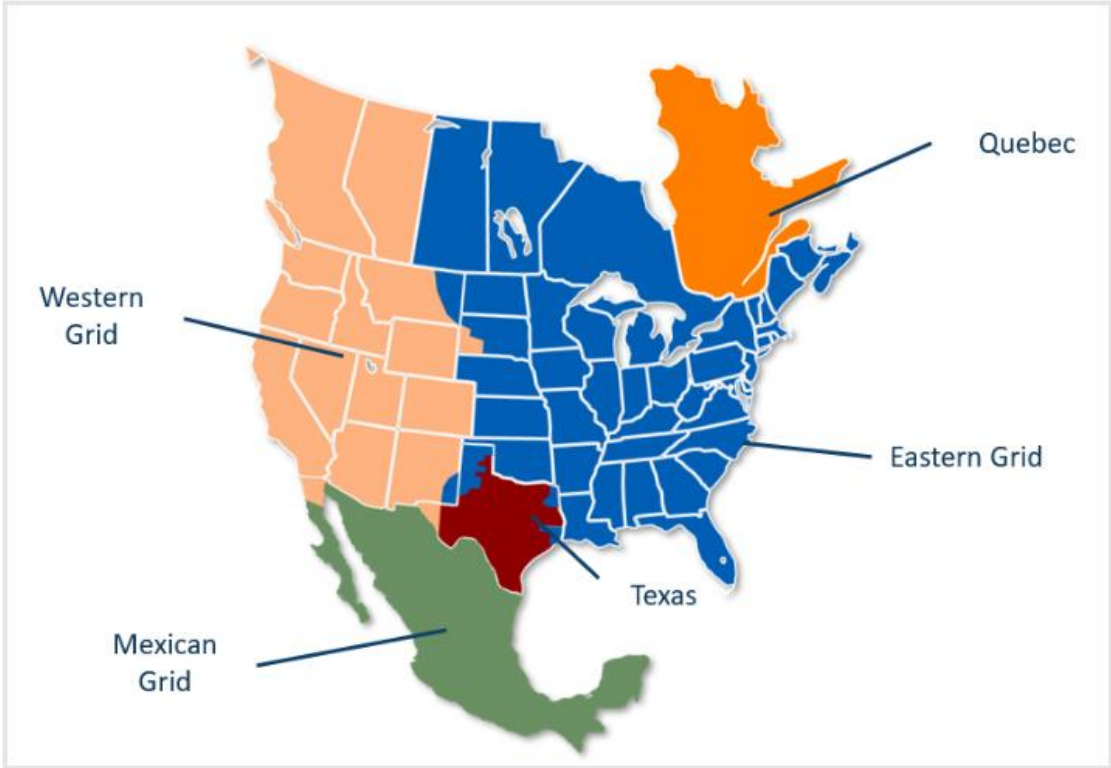 Quebec
Western
Grid
Eastern Grid
Texas
Mexican
Grid